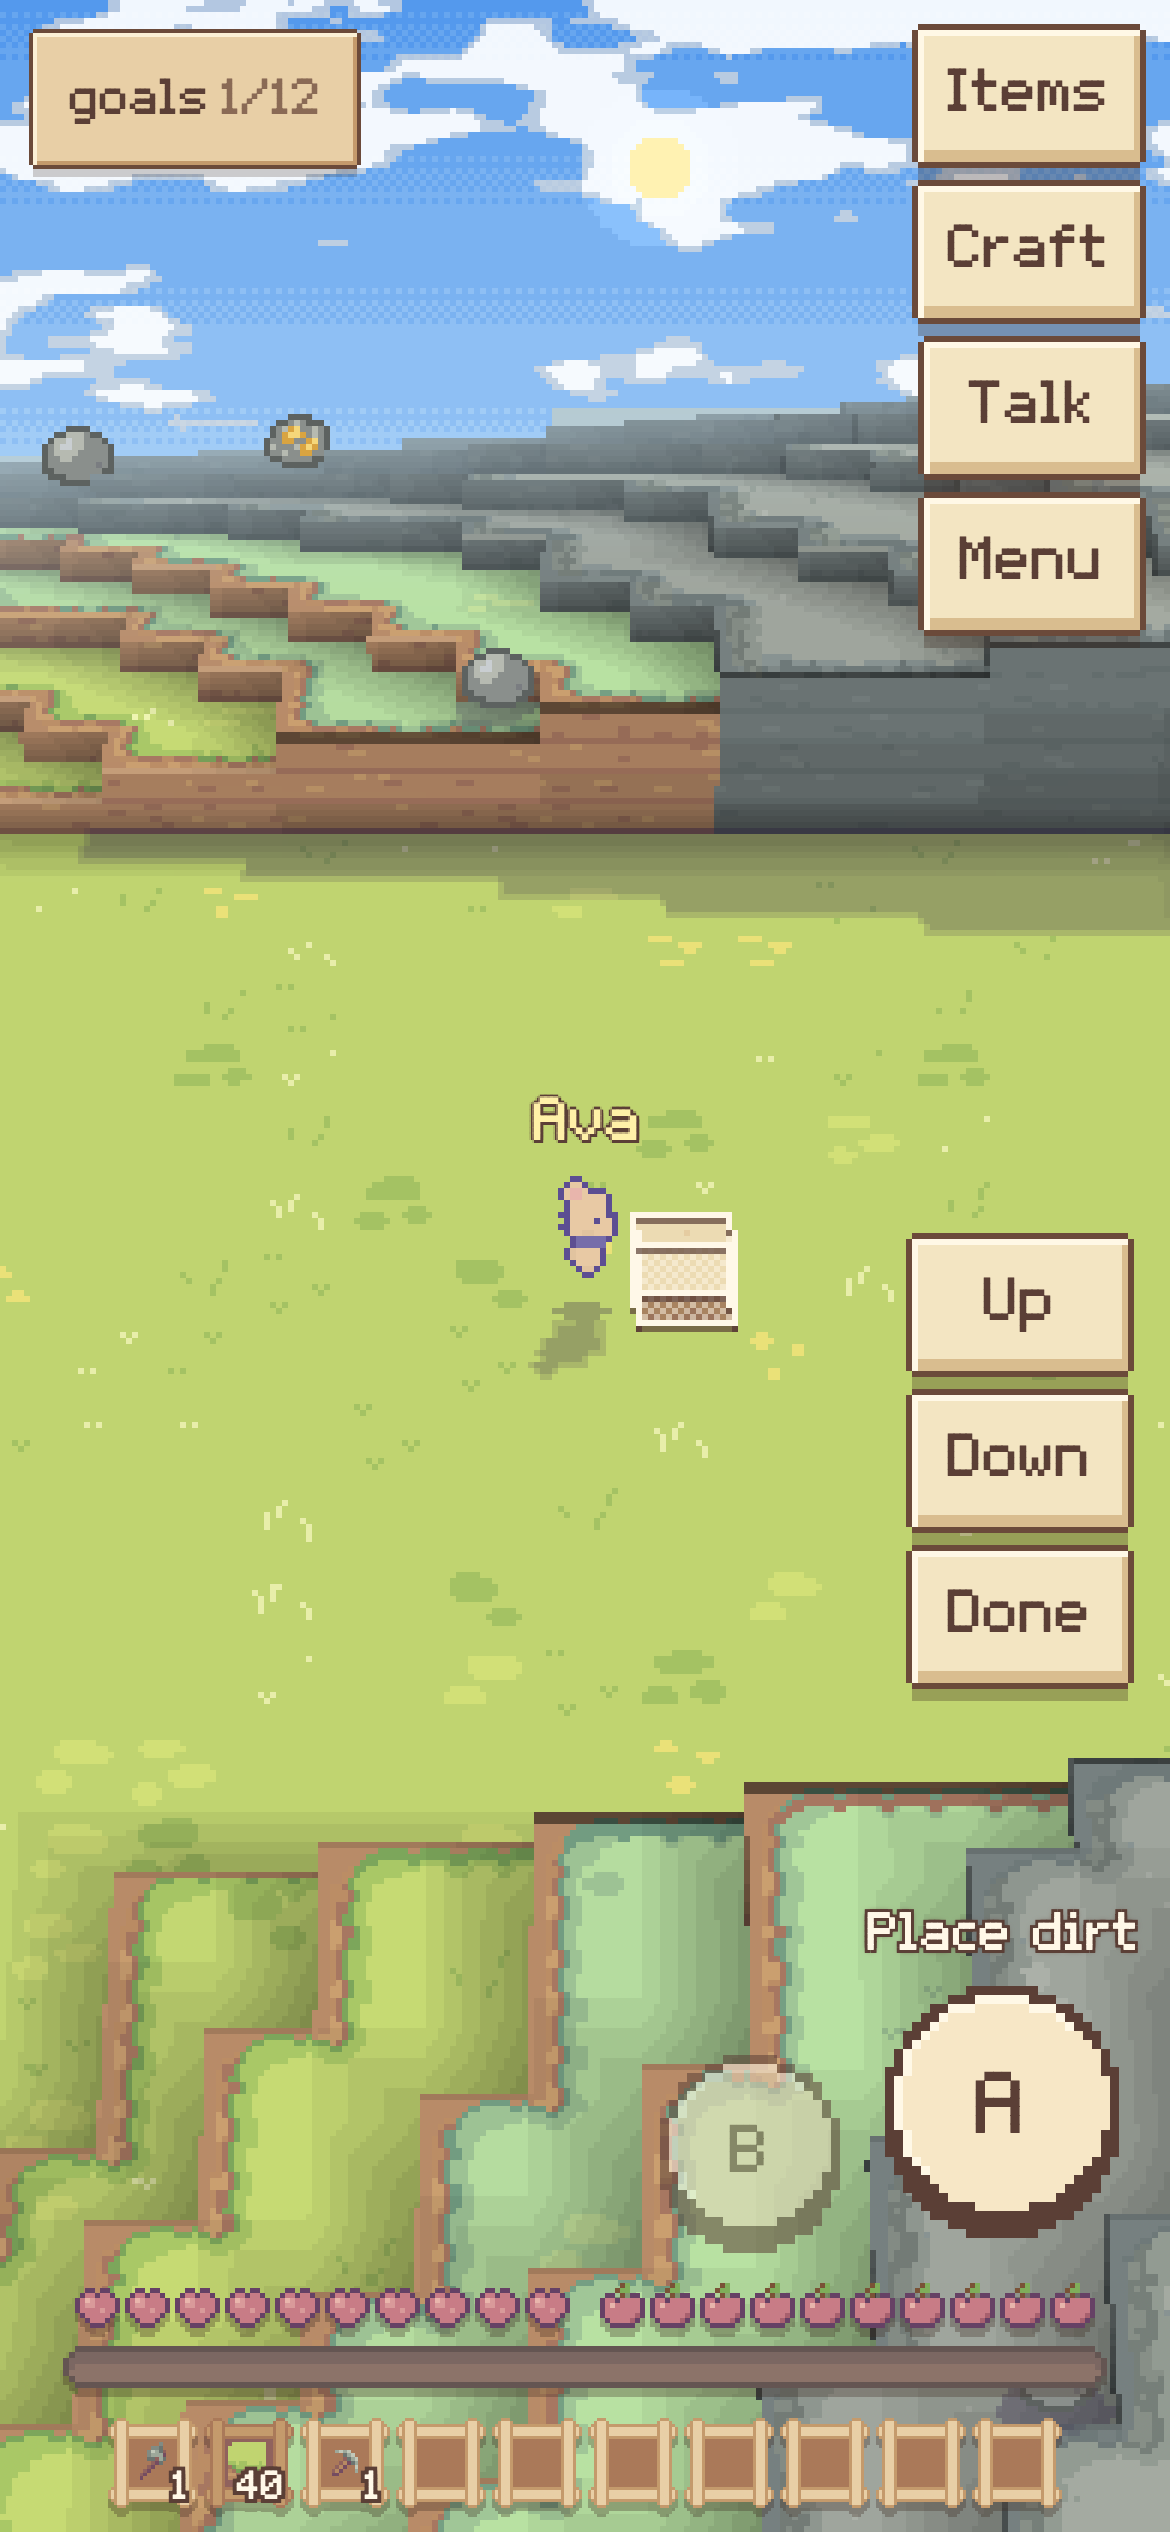 goals 1/12
Items
Craft
Talk
Menu
Ava
Up
Down
Done
Place dirt
A
B
1
40
1